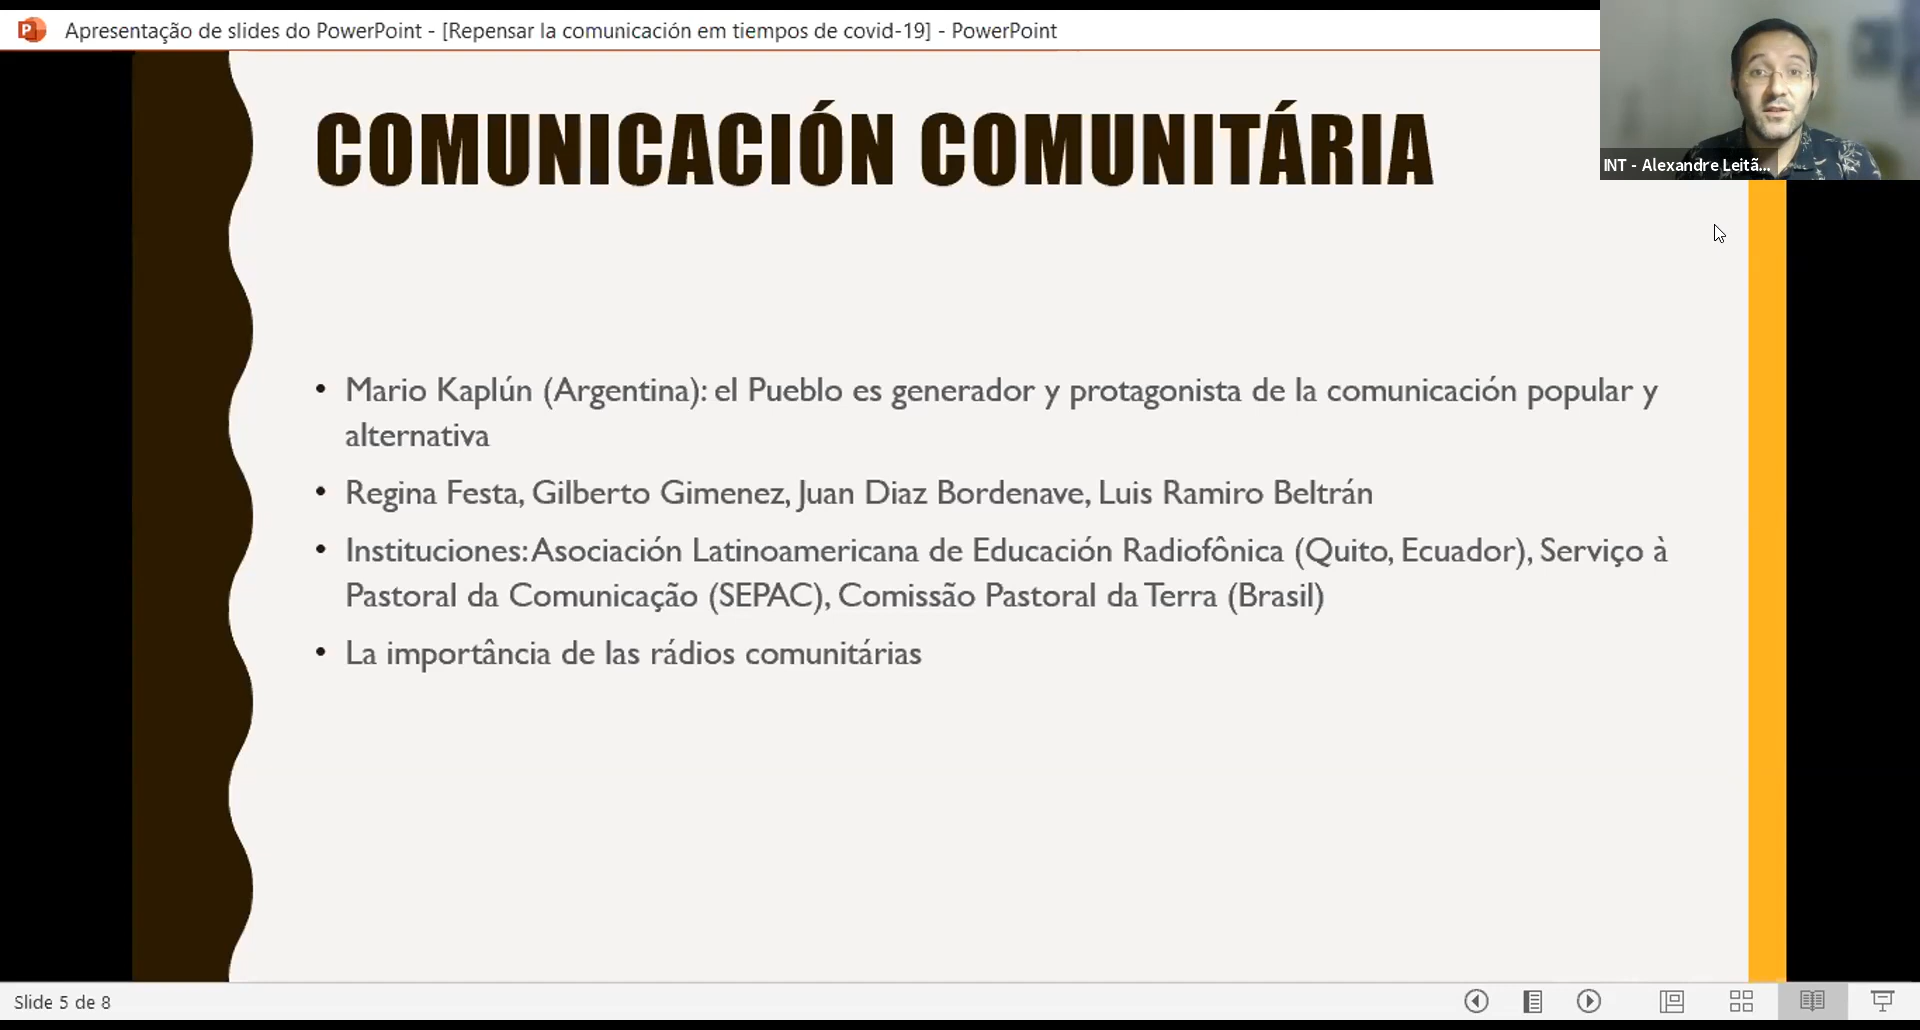 Apresentação de slides do PowerPoint - [Repensar la comunicación em tiempos de covid-19] - PowerPoint
INT - Alexandre Leitã...
COMUNICACIÓN COMUNITÁRIA
• Mario Kaplún (Argentina): el Pueblo es generador y protagonista de la comunicación popular y
alternativa
• Regina Festa, Gilberto Gimenez, Juan Diaz Bordenave, Luis Ramiro Beltrán
• Instituciones: Asociación Latinoamericana de Educación Radiofônica (Quito, Ecuador), Serviço à
Pastoral da Comunicação (SEPAC), Comissão Pastoral da Terra (Brasil)
• La importância de las rádios comunitárias
Slide 5 de 8